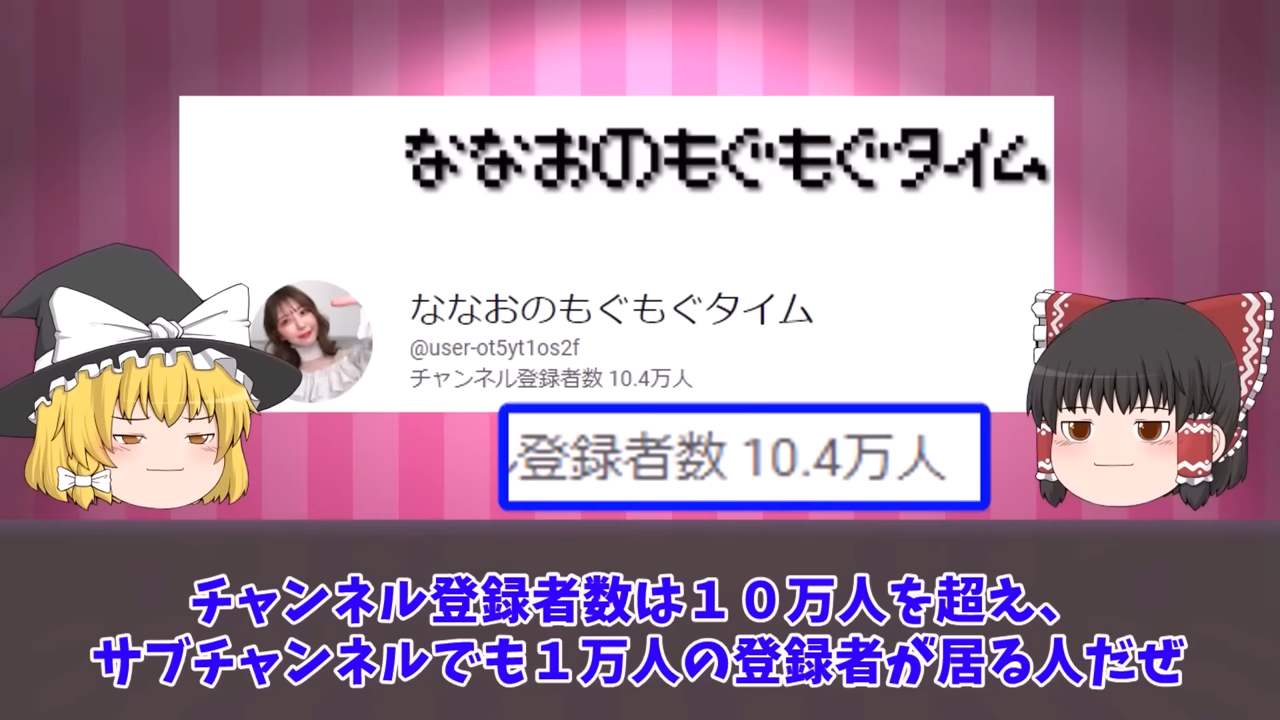 ななおのもぐもぐタイム
ななおのもぐもぐタイム
@user-ot5yt1os2f
チャンネル登録者数 10.4万人
登録者数 10.4万人
チャンネル登録者数は１０万人を超え、
サブチャンネルでも１万人の登録者が居る人だぜ